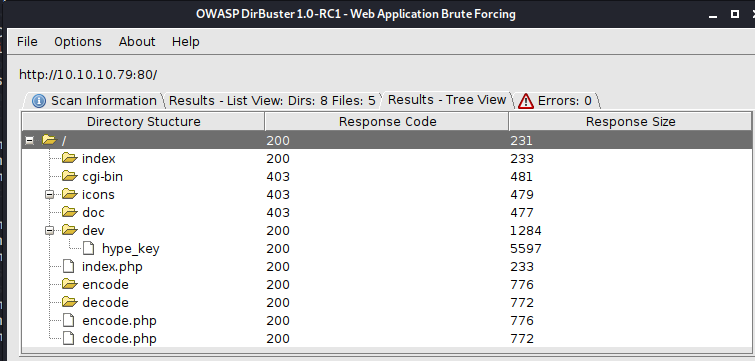 OWASP DirBuster 1.0-RC1 - Web Application Brute Forcing
File Options About Help
http://10.10.10.79:80/
Scan Information Results - List View: Dirs: 8 Files: 5 Results - Tree View Errors: 0
Directory Stucture Response Code Response Size
/ 200 231
index 200 233
cgi-bin 403 481
icons 403 479
doc 403 477
dev 200 1284
hype_key 200 5597
index.php 200 233
encode 200 776
decode 200 772
encode.php 200 776
decode.php 200 772